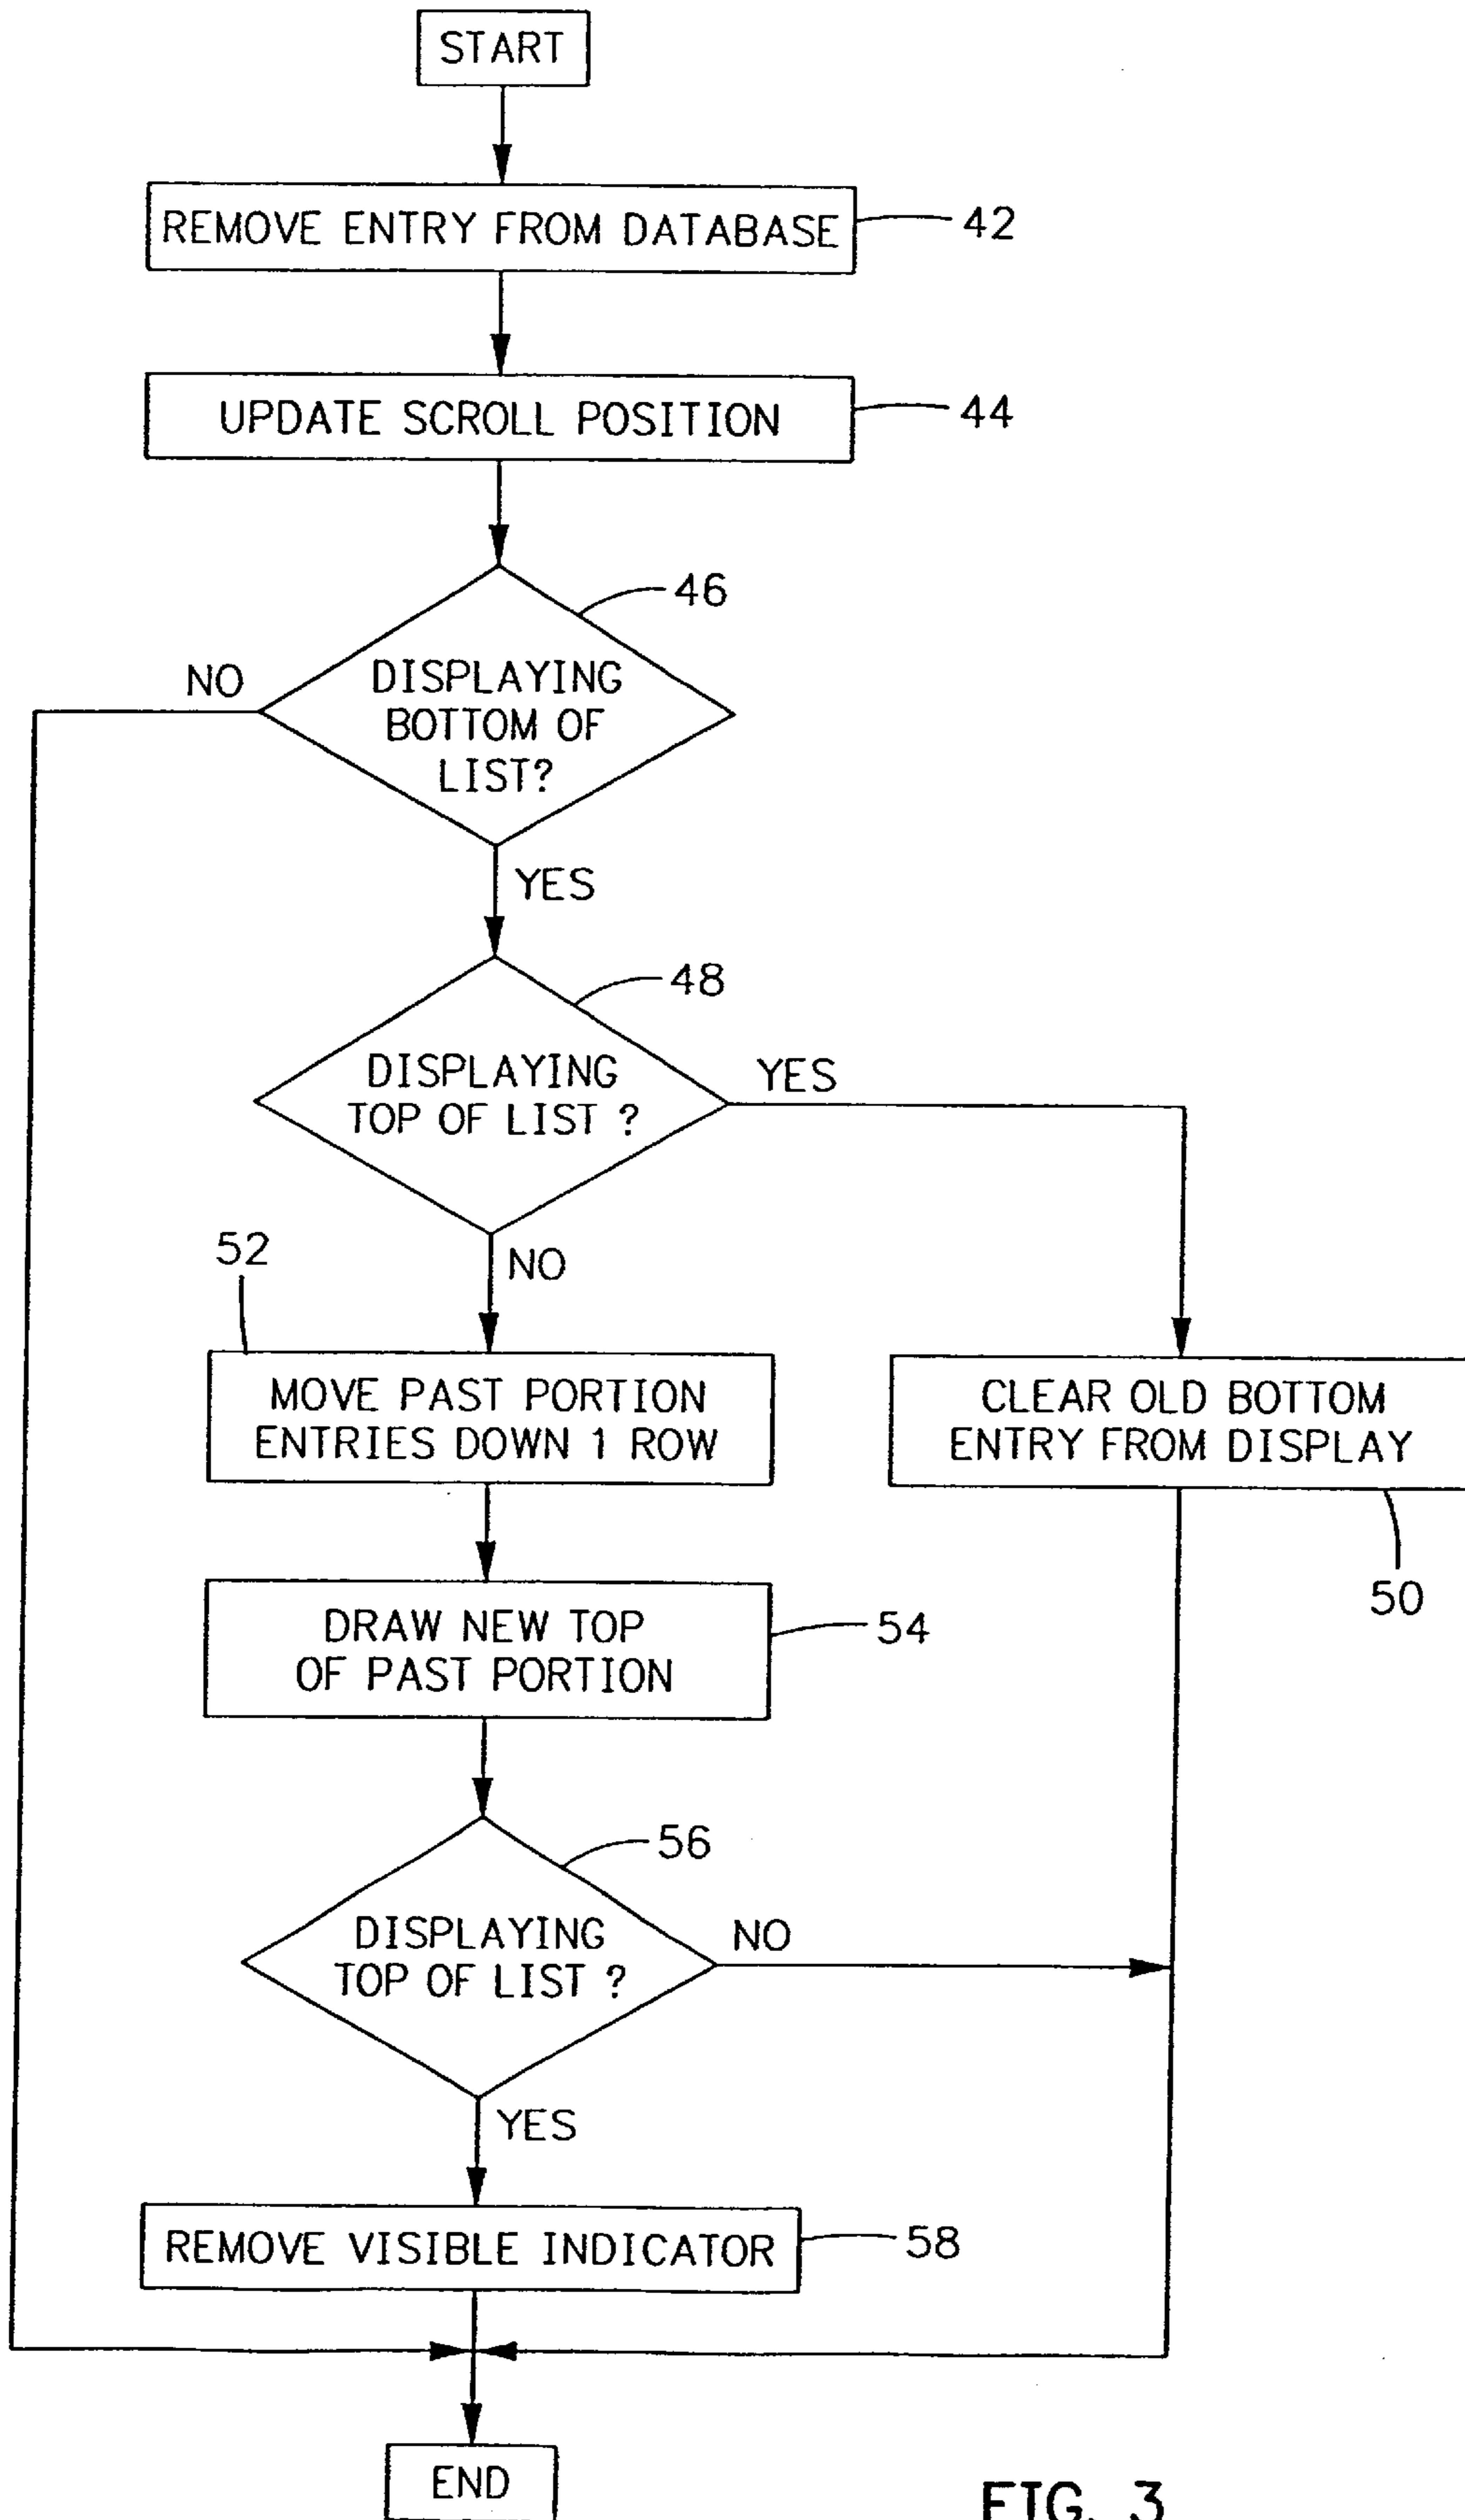 START
REMOVE ENTRY FROM DATABASE
42
UPDATE SCROLL POSITION
44
46
NO
DISPLAYING
BOTTOM OF
LIST?
YES
48
DISPLAYING
TOP OF LIST ?
YES
52
NO
MOVE PAST PORTION
ENTRIES DOWN 1 ROW
CLEAR OLD BOTTOM
ENTRY FROM DISPLAY
50
DRAW NEW TOP
OF PAST PORTION
54
56
DISPLAYING
TOP OF LIST ?
NO
YES
REMOVE VISIBLE INDICATOR
58
END
FIG. 3